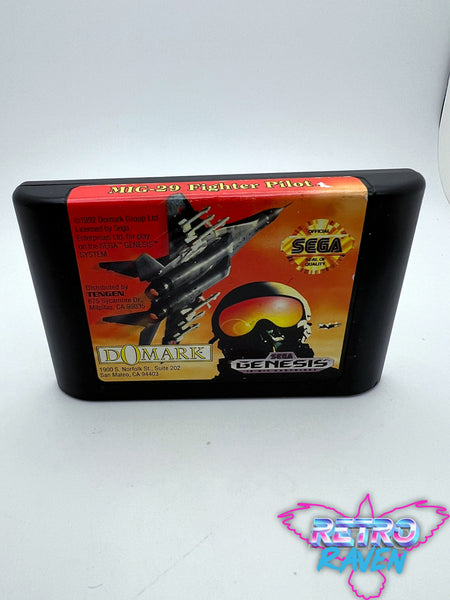 MIG-29 Fighter Pilot
©1992 Domark Group Ltd
Licensed by Sega
Enterprises Ltd. for play
on the SEGA™ GENESIS™
SYSTEM
Distributed by
TENGEN,
675 Sycamore Dr.,
Milpitas, CA 95035
OFFICIAL
SEGA
SEAL OF
QUALITY
DOMARK
1900 S. Norfolk St., Suite 202
San Mateo, CA 94403
SEGA
GENESIS
RETRO
RAVEN